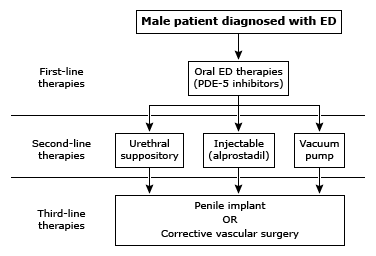 Male patient diagnosed with ED
First-line
therapies
Oral ED therapies
(PDE-5 inhibitors)
Second-line
therapies
Urethral
suppository
Injectable
(alprostadil)
Vacuum
pump
Third-line
therapies
Penile implant
OR
Corrective vascular surgery